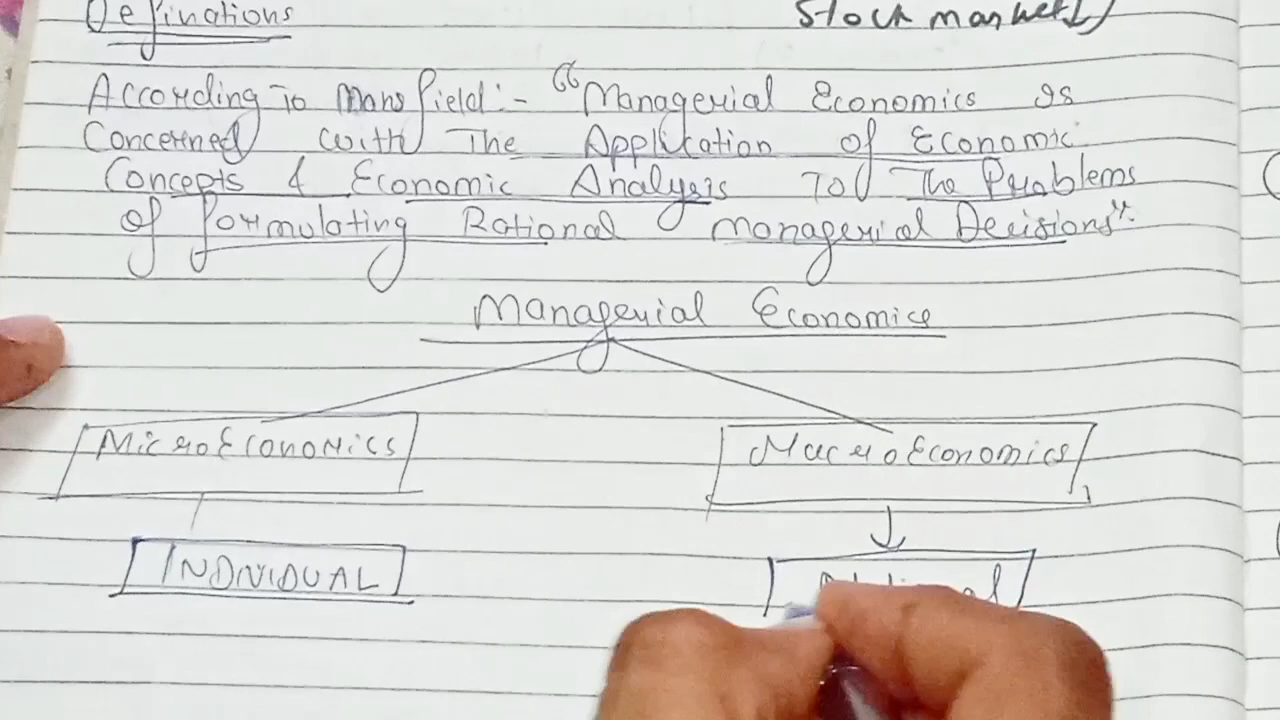 Definations
Stock market)
According To Mansfield:- "Managerial Economics is
Concerned with The Application of Economic
Concepts & Economic Analysis TO The Problems
of formulating Rational managerial Decisions".
Managerial Economics
MicroEconomics
MacroEconomics
INDIVIDUAL